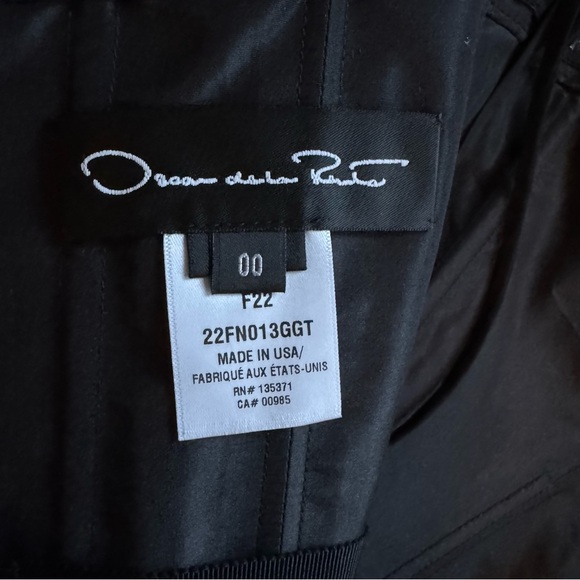 Oscar de la Renta
00
F22
22FN013GGT
MADE IN USA/
FABRIQUÉ AUX ÉTATS-UNIS
RN# 135371
CA# 00985